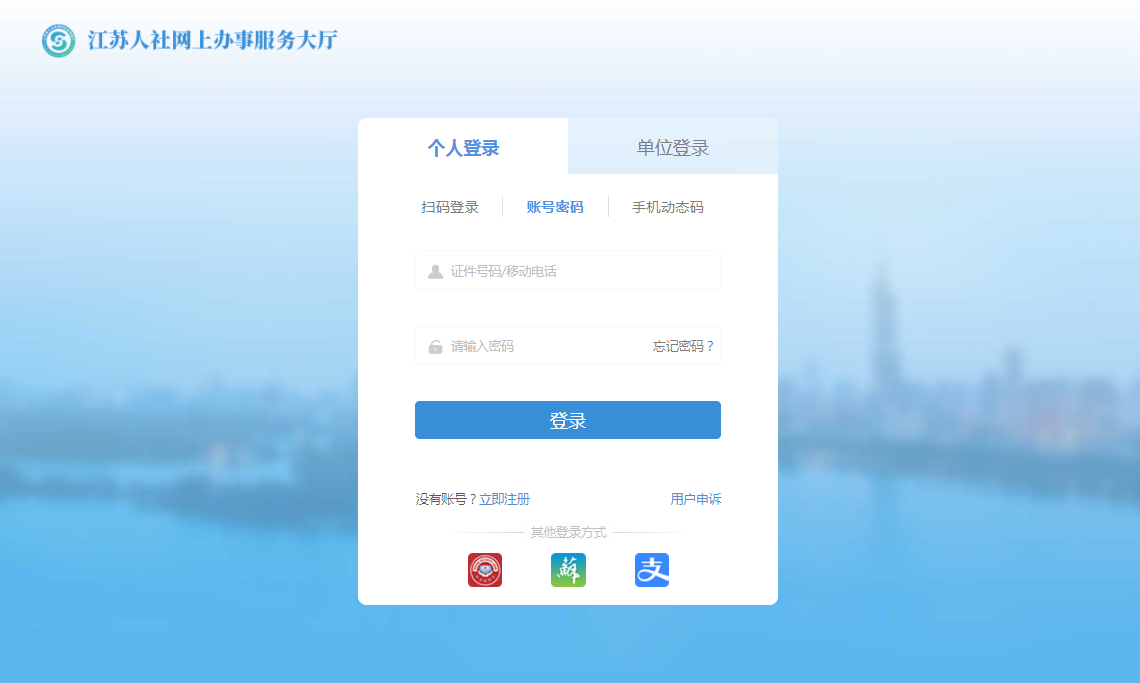 江苏人社网上办事服务大厅
个人登录 单位登录
扫码登录 账号密码 手机动态码
证件号码/移动电话
请输入密码 忘记密码？
登录
没有账号？立即注册 用户申诉
其他登录方式
蘇 支